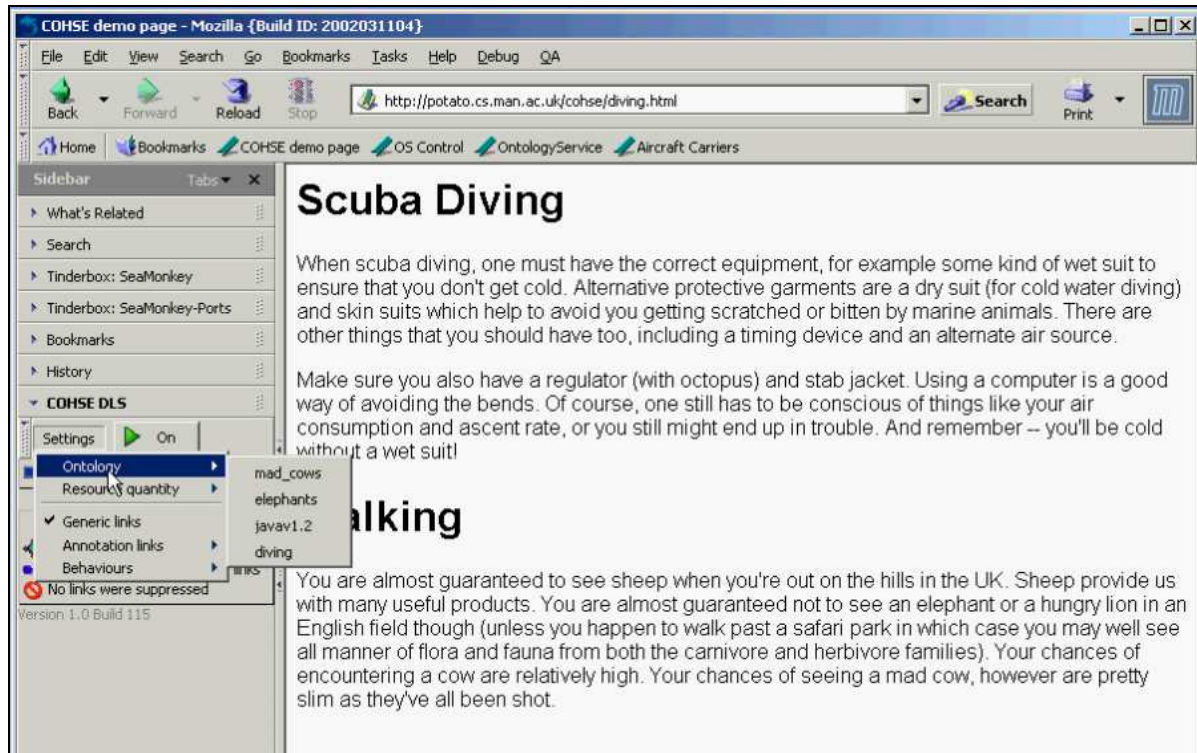 COHSE demo page - Mozilla {Build ID: 2002031104}
File Edit View Search Go Bookmarks Tasks Help Debug QA
Back Forward Reload Stop http://potato.cs.man.ac.uk/cohse/diving.html Search Print
Home Bookmarks COHSE demo page OS Control OntologyService Aircraft Carriers
Sidebar Tabs
What's Related
Search
Tinderbox: SeaMonkey
Tinderbox: SeaMonkey-Ports
Bookmarks
History
COHSE DLS
Settings On
Ontology
Resource quantity
Generic links
Annotation links
Behaviours
mad_cows
elephants
javav1.2
diving
links
No links were suppressed
Version 1.0 Build 115
Scuba Diving
When scuba diving, one must have the correct equipment, for example some kind of wet suit to
ensure that you don't get cold. Alternative protective garments are a dry suit (for cold water diving)
and skin suits which help to avoid you getting scratched or bitten by marine animals. There are
other things that you should have too, including a timing device and an alternate air source.
Make sure you also have a regulator (with octopus) and stab jacket. Using a computer is a good
way of avoiding the bends. Of course, one still has to be conscious of things like your air
consumption and ascent rate, or you still might end up in trouble. And remember -- you'll be cold
without a wet suit!
alking
You are almost guaranteed to see sheep when you're out on the hills in the UK. Sheep provide us
with many useful products. You are almost guaranteed not to see an elephant or a hungry lion in an
English field though (unless you happen to walk past a safari park in which case you may well see
all manner of flora and fauna from both the carnivore and herbivore families). Your chances of
encountering a cow are relatively high. Your chances of seeing a mad cow, however are pretty
slim as they've all been shot.